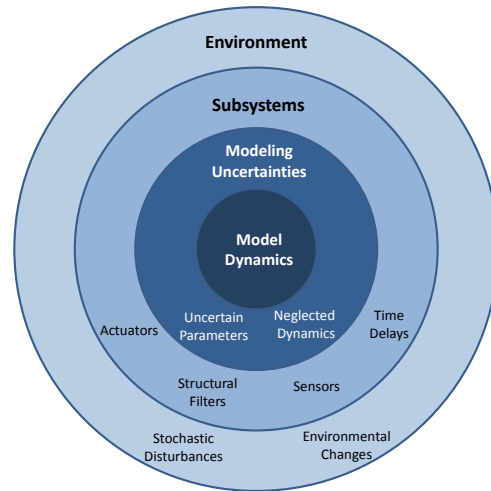 Environment
Subsystems
Modeling
Uncertainties
Model
Dynamics
Uncertain
Parameters
Neglected
Dynamics
Actuators
Time
Delays
Structural
Filters
Sensors
Stochastic
Disturbances
Environmental
Changes